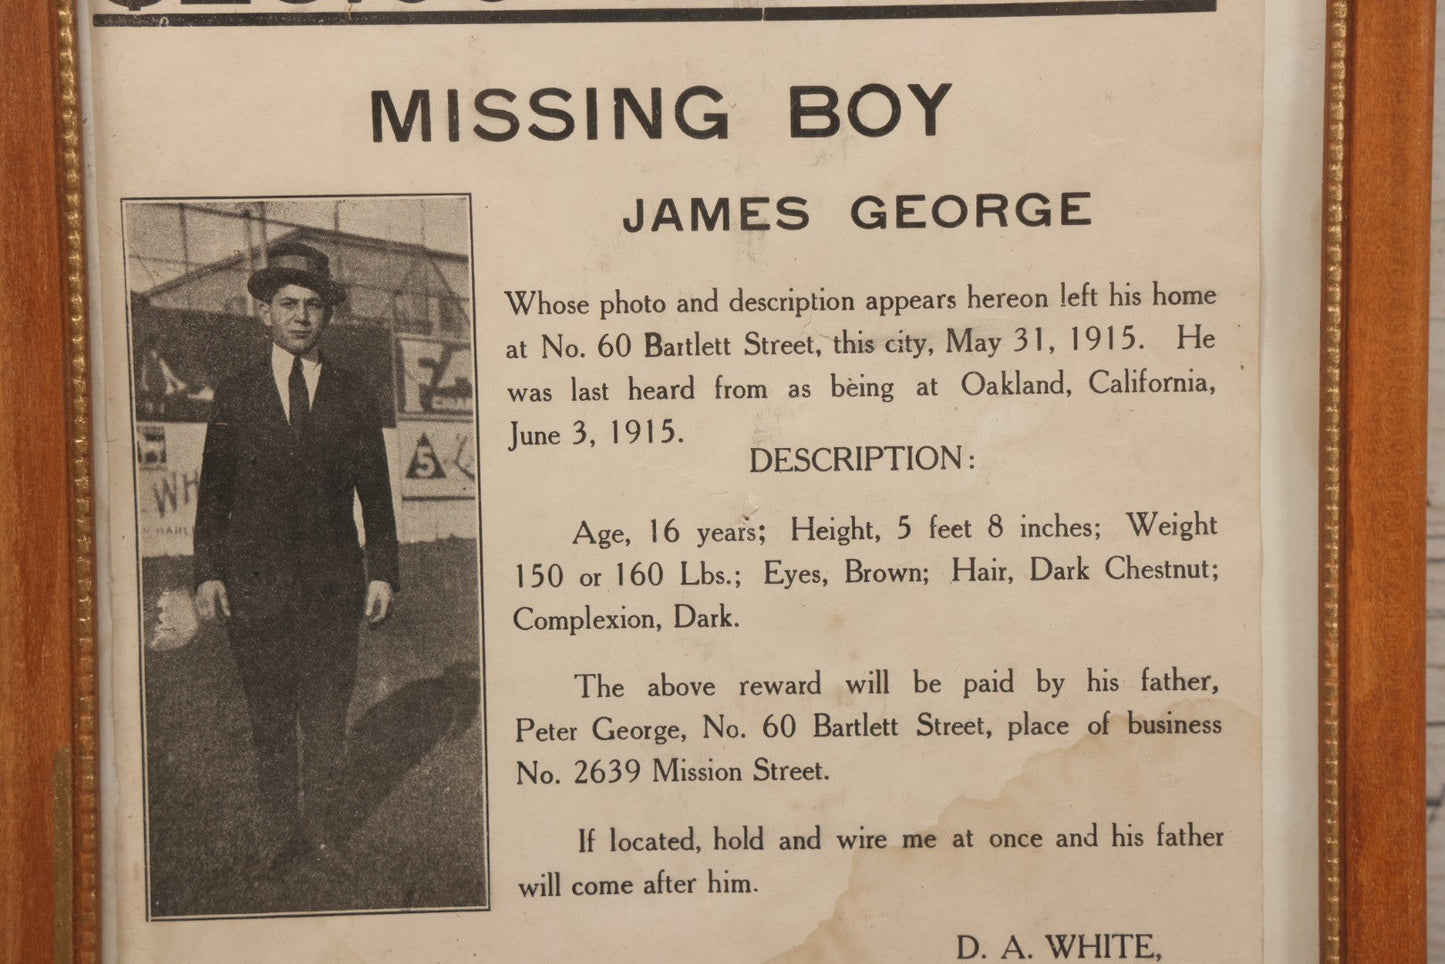 MISSING BOY
JAMES GEORGE
Whose photo and description appears hereon left his home
at No. 60 Bartlett Street, this city, May 31, 1915. He
was last heard from as being at Oakland, California,
June 3, 1915.
DESCRIPTION:
Age, 16 years; Height, 5 feet 8 inches; Weight
150 or 160 Lbs.; Eyes, Brown; Hair, Dark Chestnut;
Complexion, Dark.
The above reward will be paid by his father,
Peter George, No. 60 Bartlett Street, place of business
No. 2639 Mission Street.
If located, hold and wire me at once and his father
will come after him.
D. A. WHITE,
5
WH